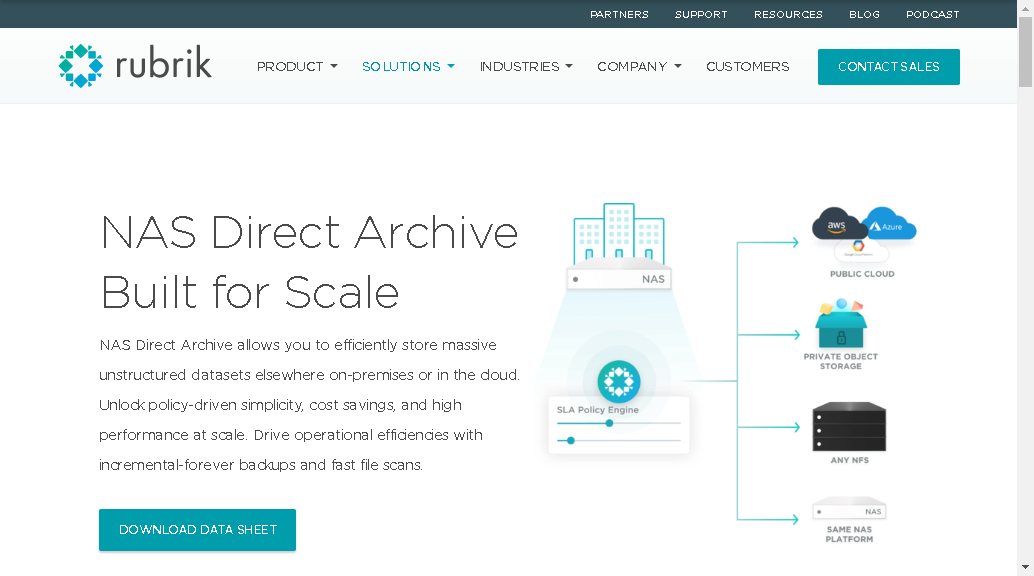 PARTNERS SUPPORT RESOURCES BLOG PODCAST
rubrik PRODUCT SOLUTIONS INDUSTRIES COMPANY CUSTOMERS CONTACT SALES
NAS Direct Archive
Built for Scale
NAS Direct Archive allows you to efficiently store massive
unstructured datasets elsewhere on-premises or in the cloud.
Unlock policy-driven simplicity, cost savings, and high
performance at scale. Drive operational efficiencies with
incremental-forever backups and fast file scans.
DOWNLOAD DATA SHEET
NAS
SLA Policy Engine
aws
Azure
Google Cloud Platform
PUBLIC CLOUD
PRIVATE OBJECT
STORAGE
ANY NFS
NAS
SAME NAS
PLATFORM